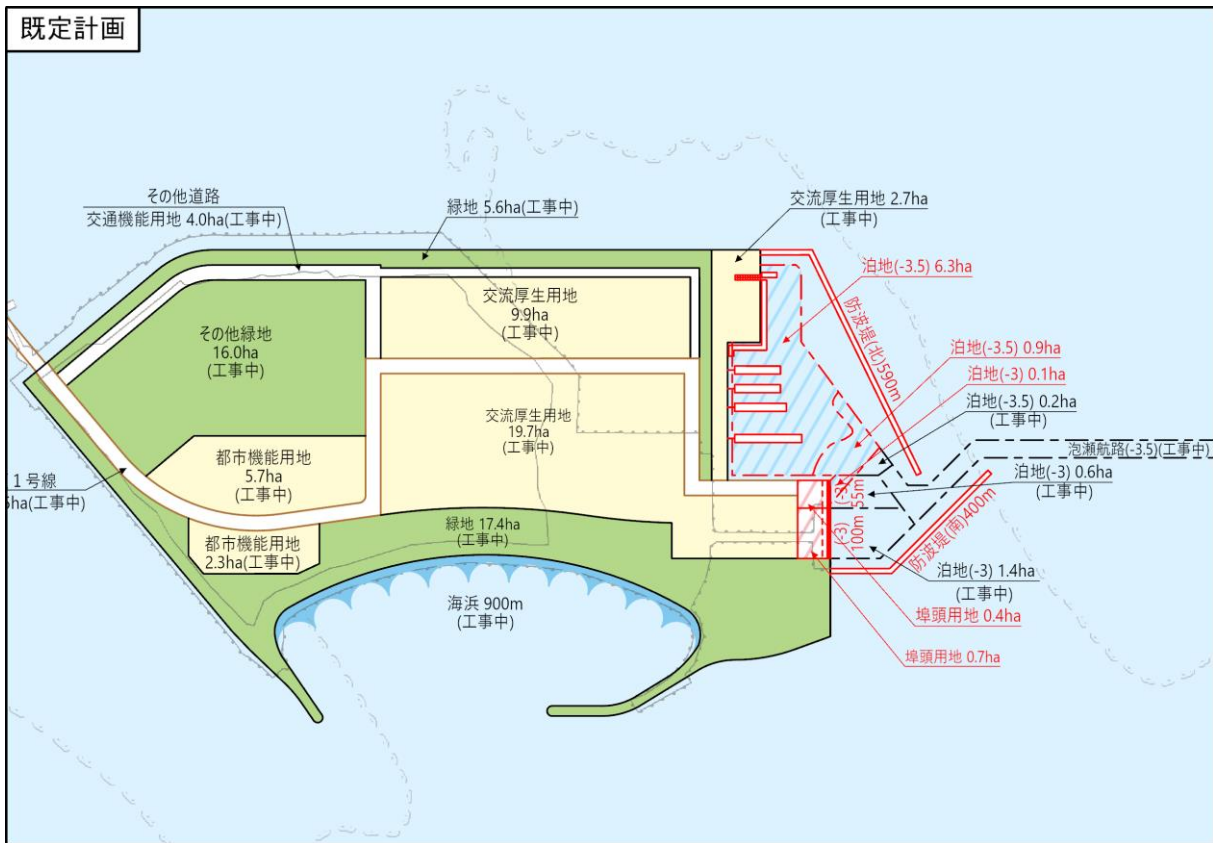 既定計画
その他道路
交通機能用地 4.0ha(工事中)
緑地 5.6ha(工事中)
交流厚生用地 2.7ha
(工事中)
泊地(-3.5) 6.3ha
交流厚生用地
9.9ha
(工事中)
防波堤(北)590m
その他緑地
16.0ha
(工事中)
泊地(-3.5) 0.9ha
泊地(-3) 0.1ha
泊地(-3.5) 0.2ha
(工事中)
交流厚生用地
19.7ha
(工事中)
泡瀬航路(-3.5)(工事中)
都市機能用地
5.7ha
(工事中)
泊地(-3) 0.6ha
(工事中)
1号線
ha(工事中)
(-3)
55m
(-3)
100m
防波堤(南)400m
緑地 17.4ha
(工事中)
都市機能用地
2.3ha(工事中)
泊地(-3) 1.4ha
(工事中)
海浜 900m
(工事中)
埠頭用地 0.4ha
埠頭用地 0.7ha